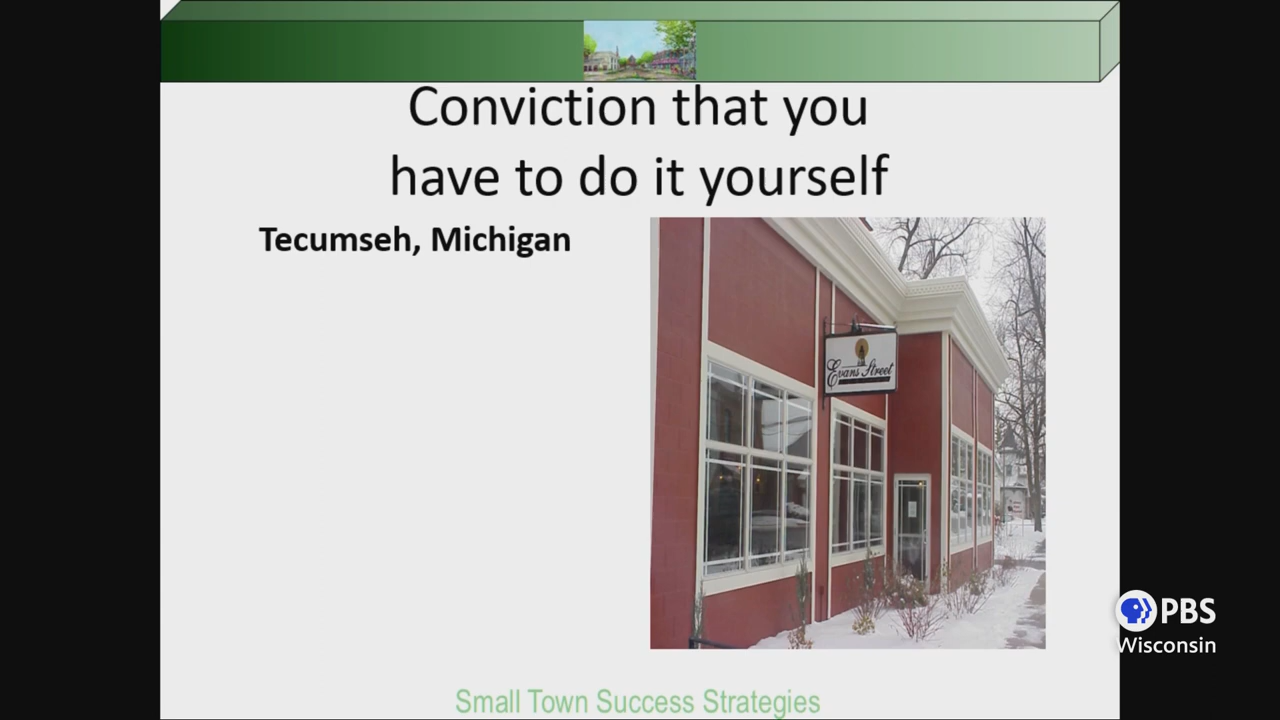 Conviction that you
have to do it yourself
Tecumseh, Michigan
Evans Street
PBS
Wisconsin
Small Town Success Strategies